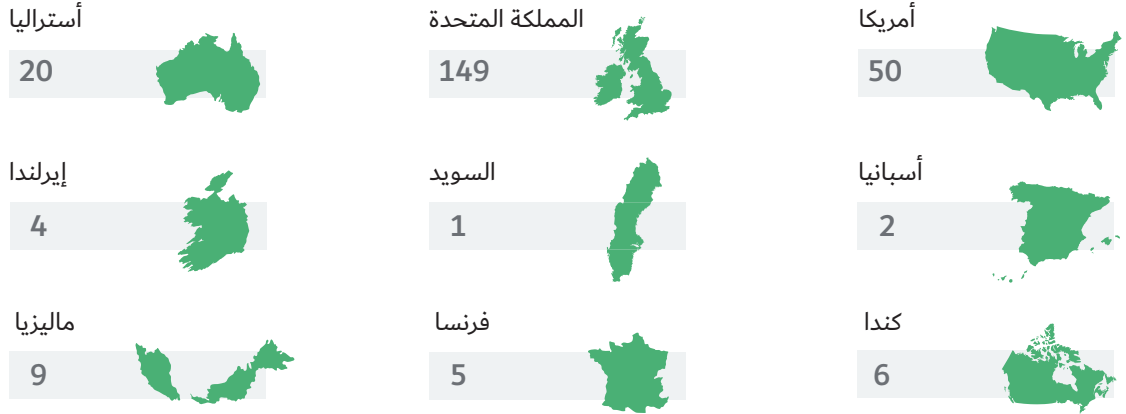 أمريكا
50
المملكة المتحدة
149
أستراليا
20
أسبانيا
2
السويد
1
إيرلندا
4
كندا
6
فرنسا
5
ماليزيا
9